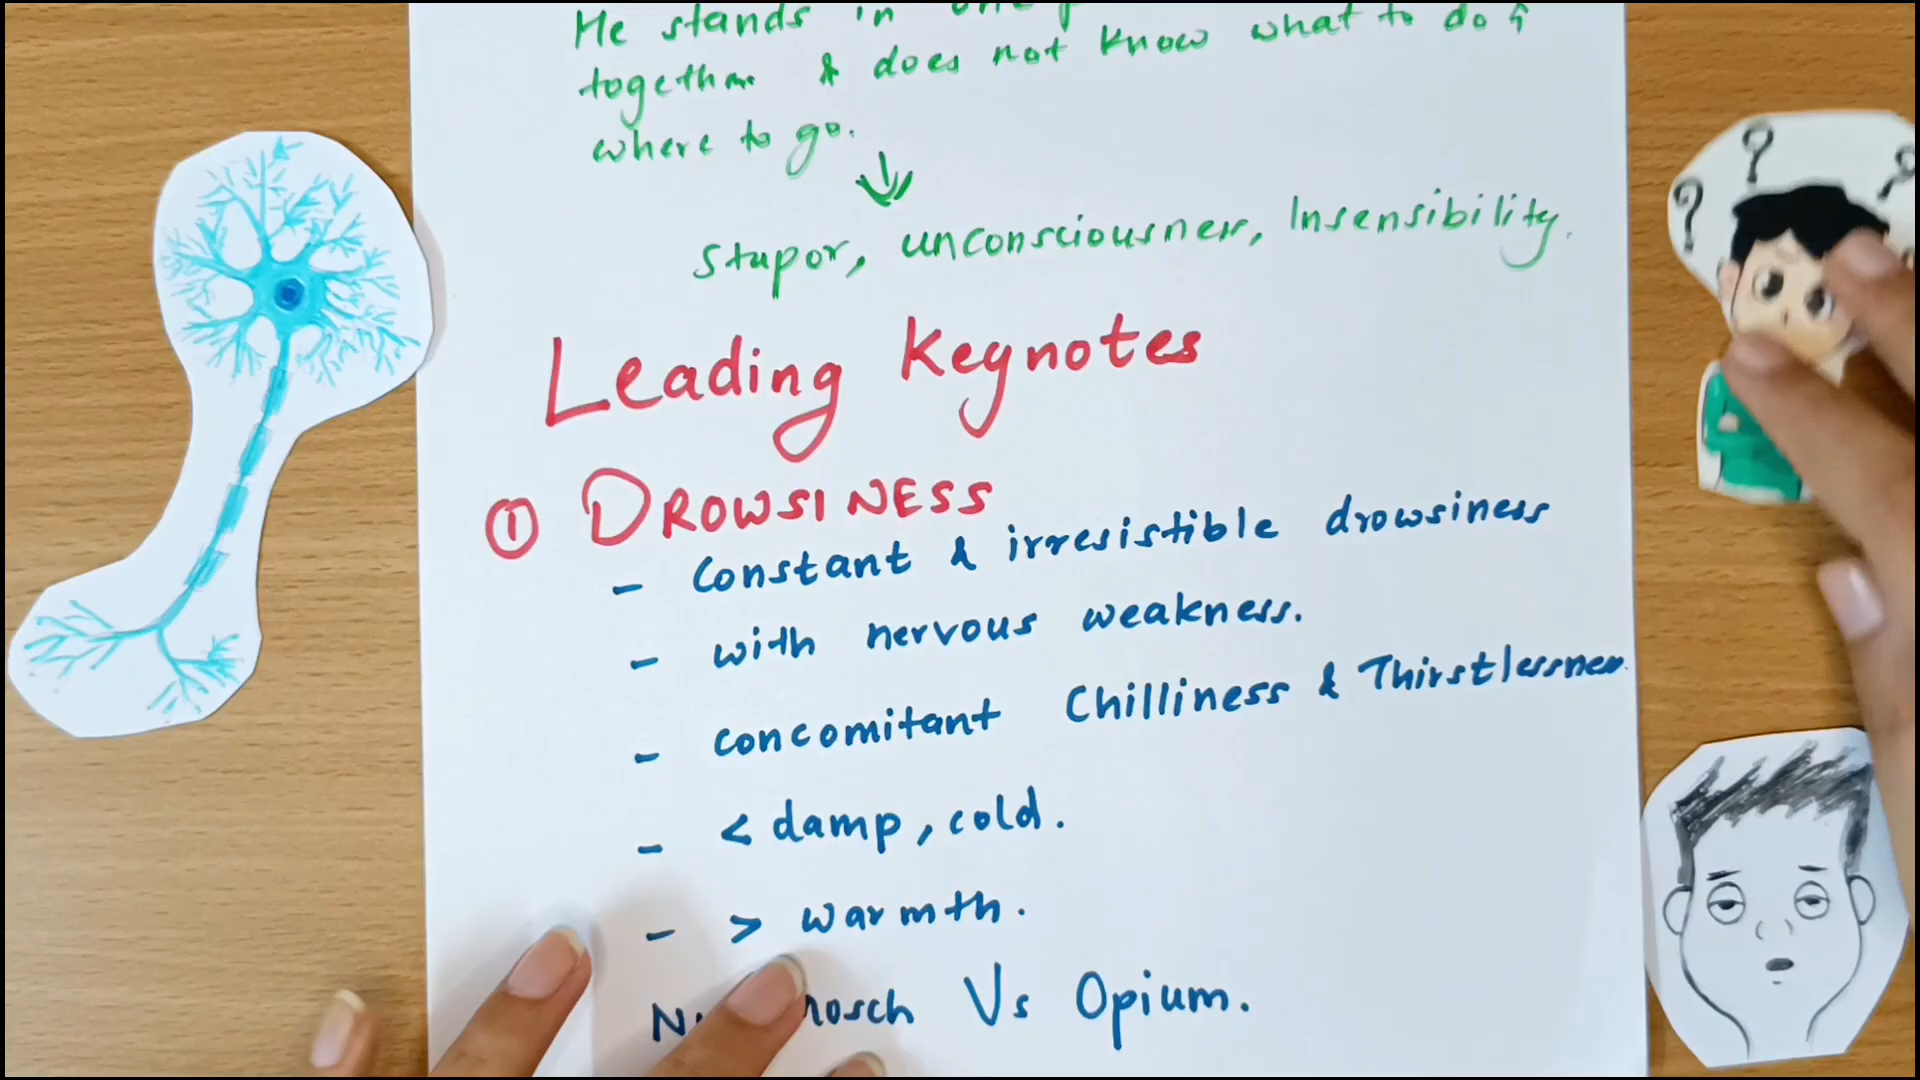 He stands in
together & does not know what to do &
where to go.
Stupor, unconsciousness, Insensibility.
Leading Keynotes
① DROWSINESS
- Constant & irresistible drowsiness
- with nervous weakness.
- concomitant Chilliness & Thirstlessness.
- < damp, cold.
- > warmth.
Vs Opium.
? ? ?